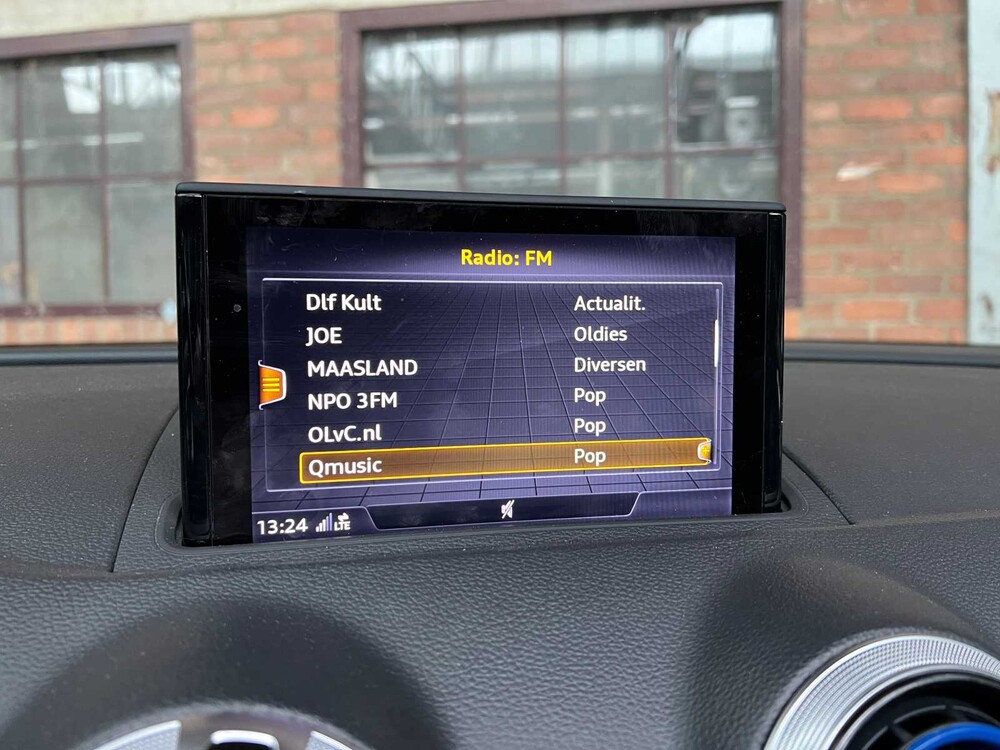 Radio: FM
Dlf Kult Actualit.
JOE Oldies
MAASLAND Diversen
NPO 3FM Pop
OLvC.nl Pop
Qmusic Pop
13:24 LTE